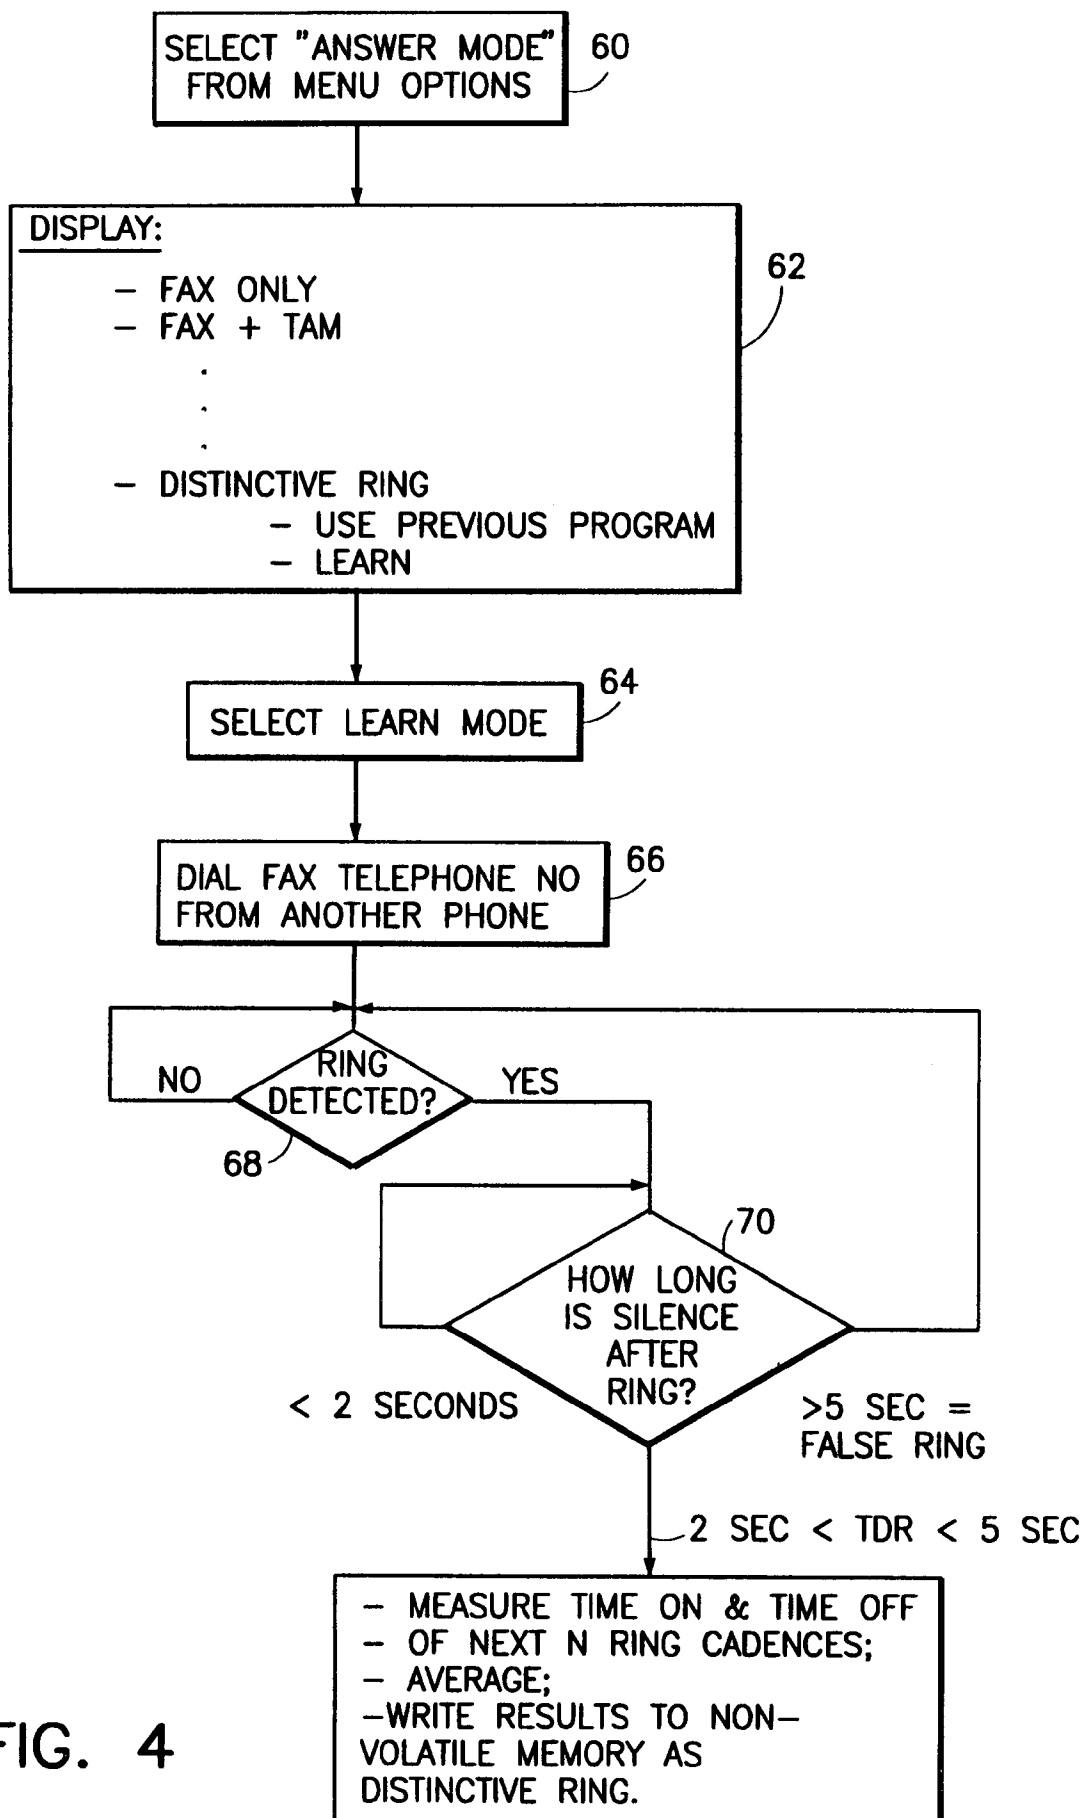 SELECT "ANSWER MODE"
FROM MENU OPTIONS
60
DISPLAY:
– FAX ONLY
– FAX + TAM
.
.
.
– DISTINCTIVE RING
– USE PREVIOUS PROGRAM
– LEARN
62
SELECT LEARN MODE
64
DIAL FAX TELEPHONE NO
FROM ANOTHER PHONE
66
RING
DETECTED?
NO
YES
68
70
HOW LONG
IS SILENCE
AFTER
RING?
< 2 SECONDS
>5 SEC =
FALSE RING
2 SEC < TDR < 5 SEC
– MEASURE TIME ON & TIME OFF
– OF NEXT N RING CADENCES;
– AVERAGE;
–WRITE RESULTS TO NON–
VOLATILE MEMORY AS
DISTINCTIVE RING.
FIG. 4